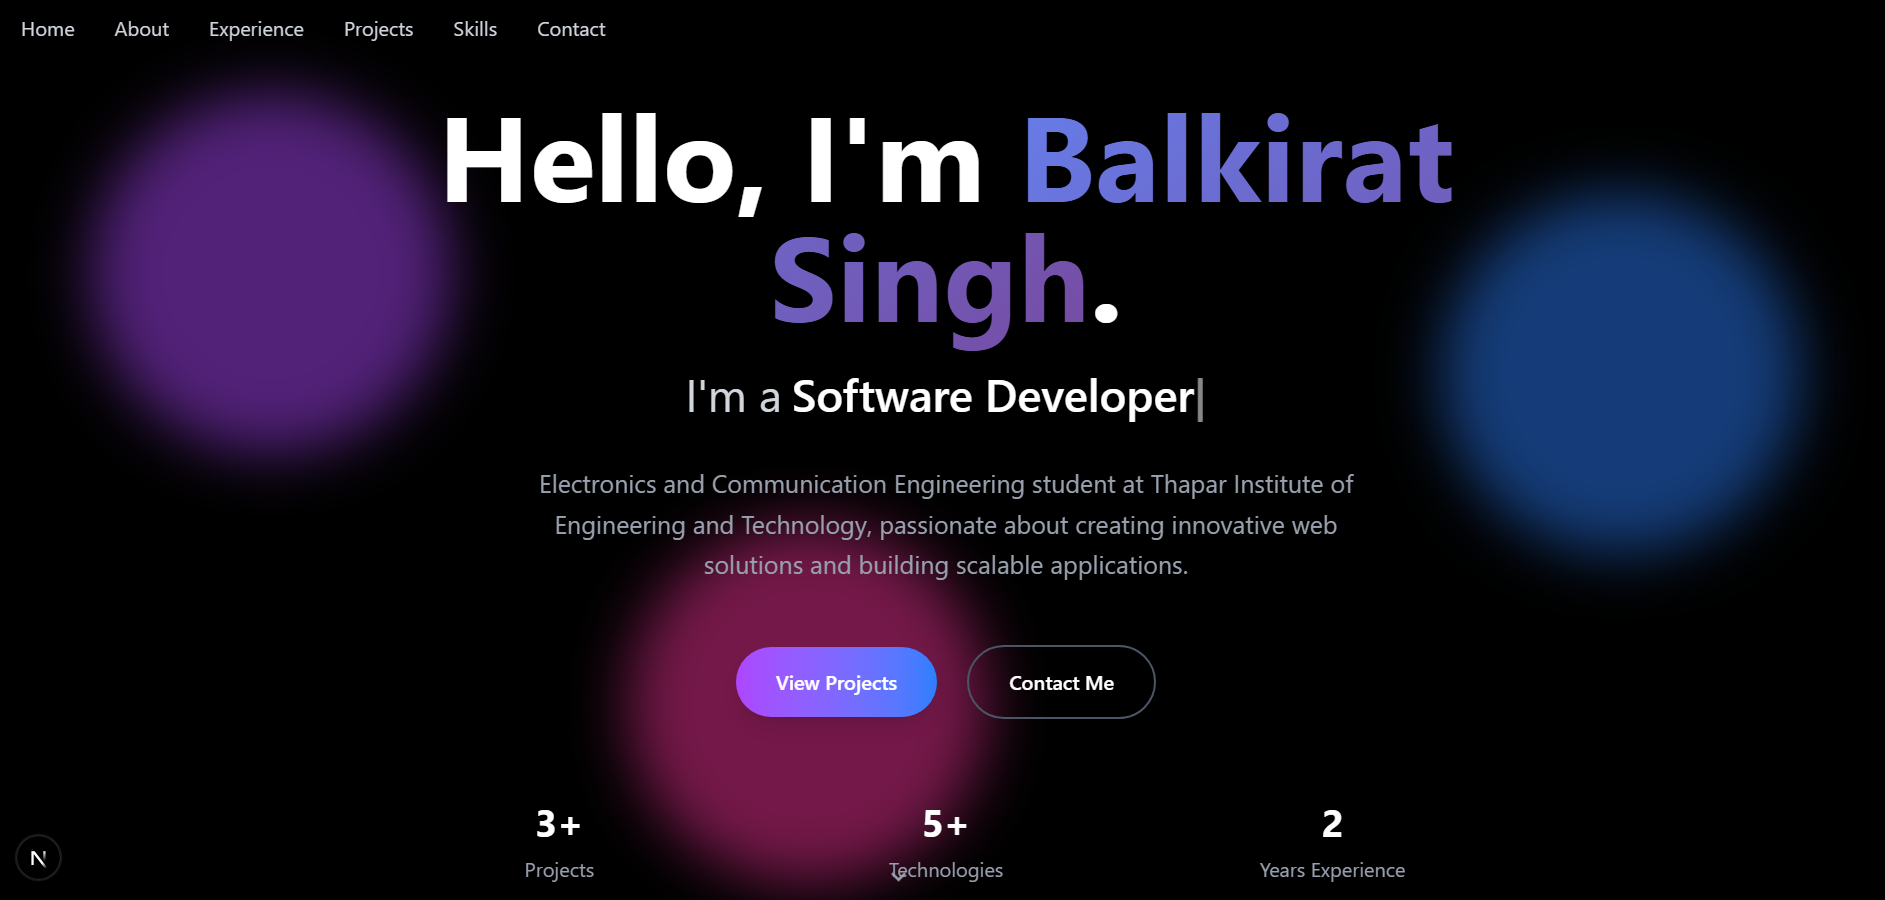 Home About Experience Projects Skills Contact
Hello, I'm Balkirat
Singh.
I'm a Software Developer|
Electronics and Communication Engineering student at Thapar Institute of
Engineering and Technology, passionate about creating innovative web
solutions and building scalable applications.
View Projects Contact Me
3+ 5+ 2
Projects Technologies Years Experience
N